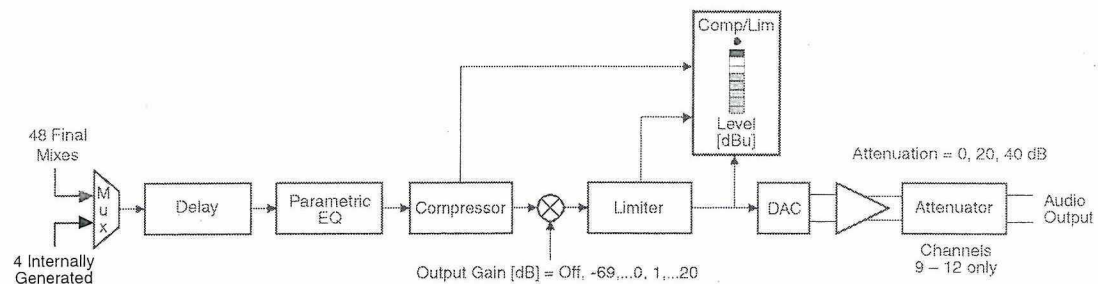 Comp/Lim
Level
[dBu]
48 Final
Mixes
Mux
4 Internally
Generated
Delay
Parametric
EQ
Compressor
Limiter
DAC
Attenuation = 0, 20, 40 dB
Attenuator
Audio
Output
Channels
9 – 12 only
Output Gain [dB] = Off, -69,...0, 1,...20